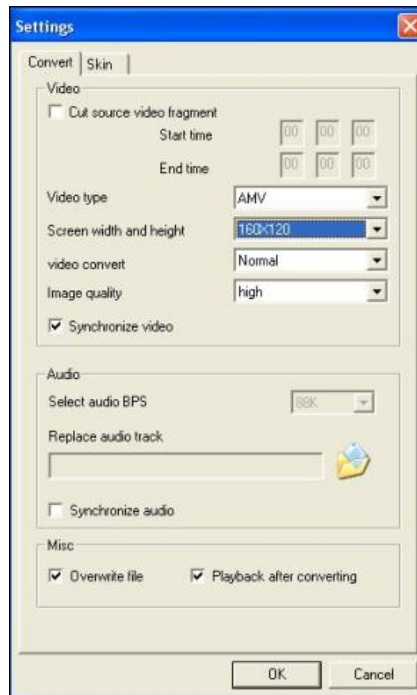 Settings
Convert Skin
Video
Cut source video fragment
Start time 00 00 00
End time 00 00 00
Video type AMV
Screen width and height 160X120
video convert Normal
Image quality high
Synchronize video
Audio
Select audio BPS 88K
Replace audio track
Synchronize audio
Misc
Overwrite file Playback after converting
OK Cancel